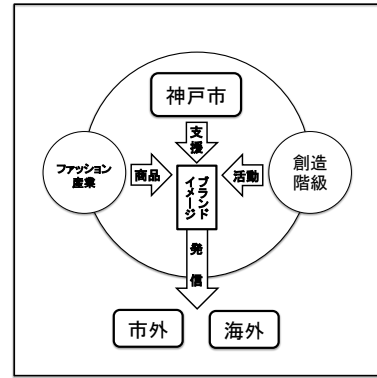 神戸市
支援
ファッション
産業
商品
ブランド
イメージ
活動
創造
階級
発信
市外
海外